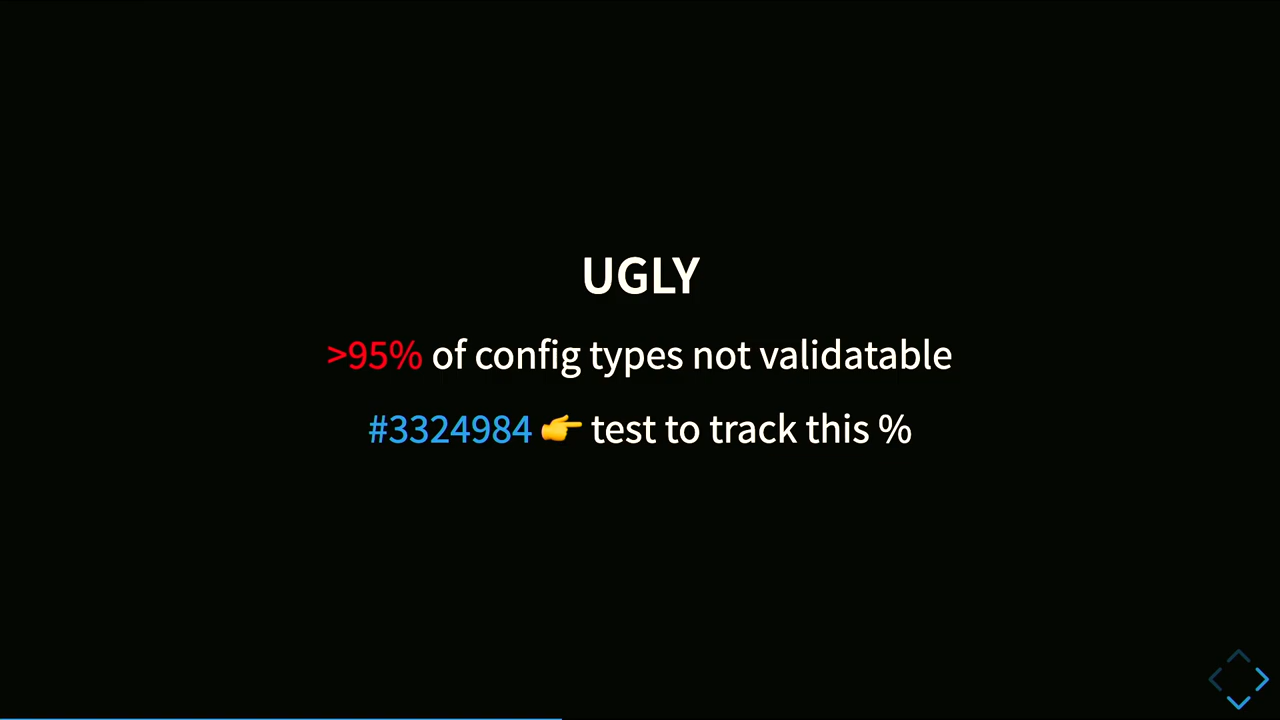 UGLY
>95% of config types not validatable
#3324984 👉 test to track this %